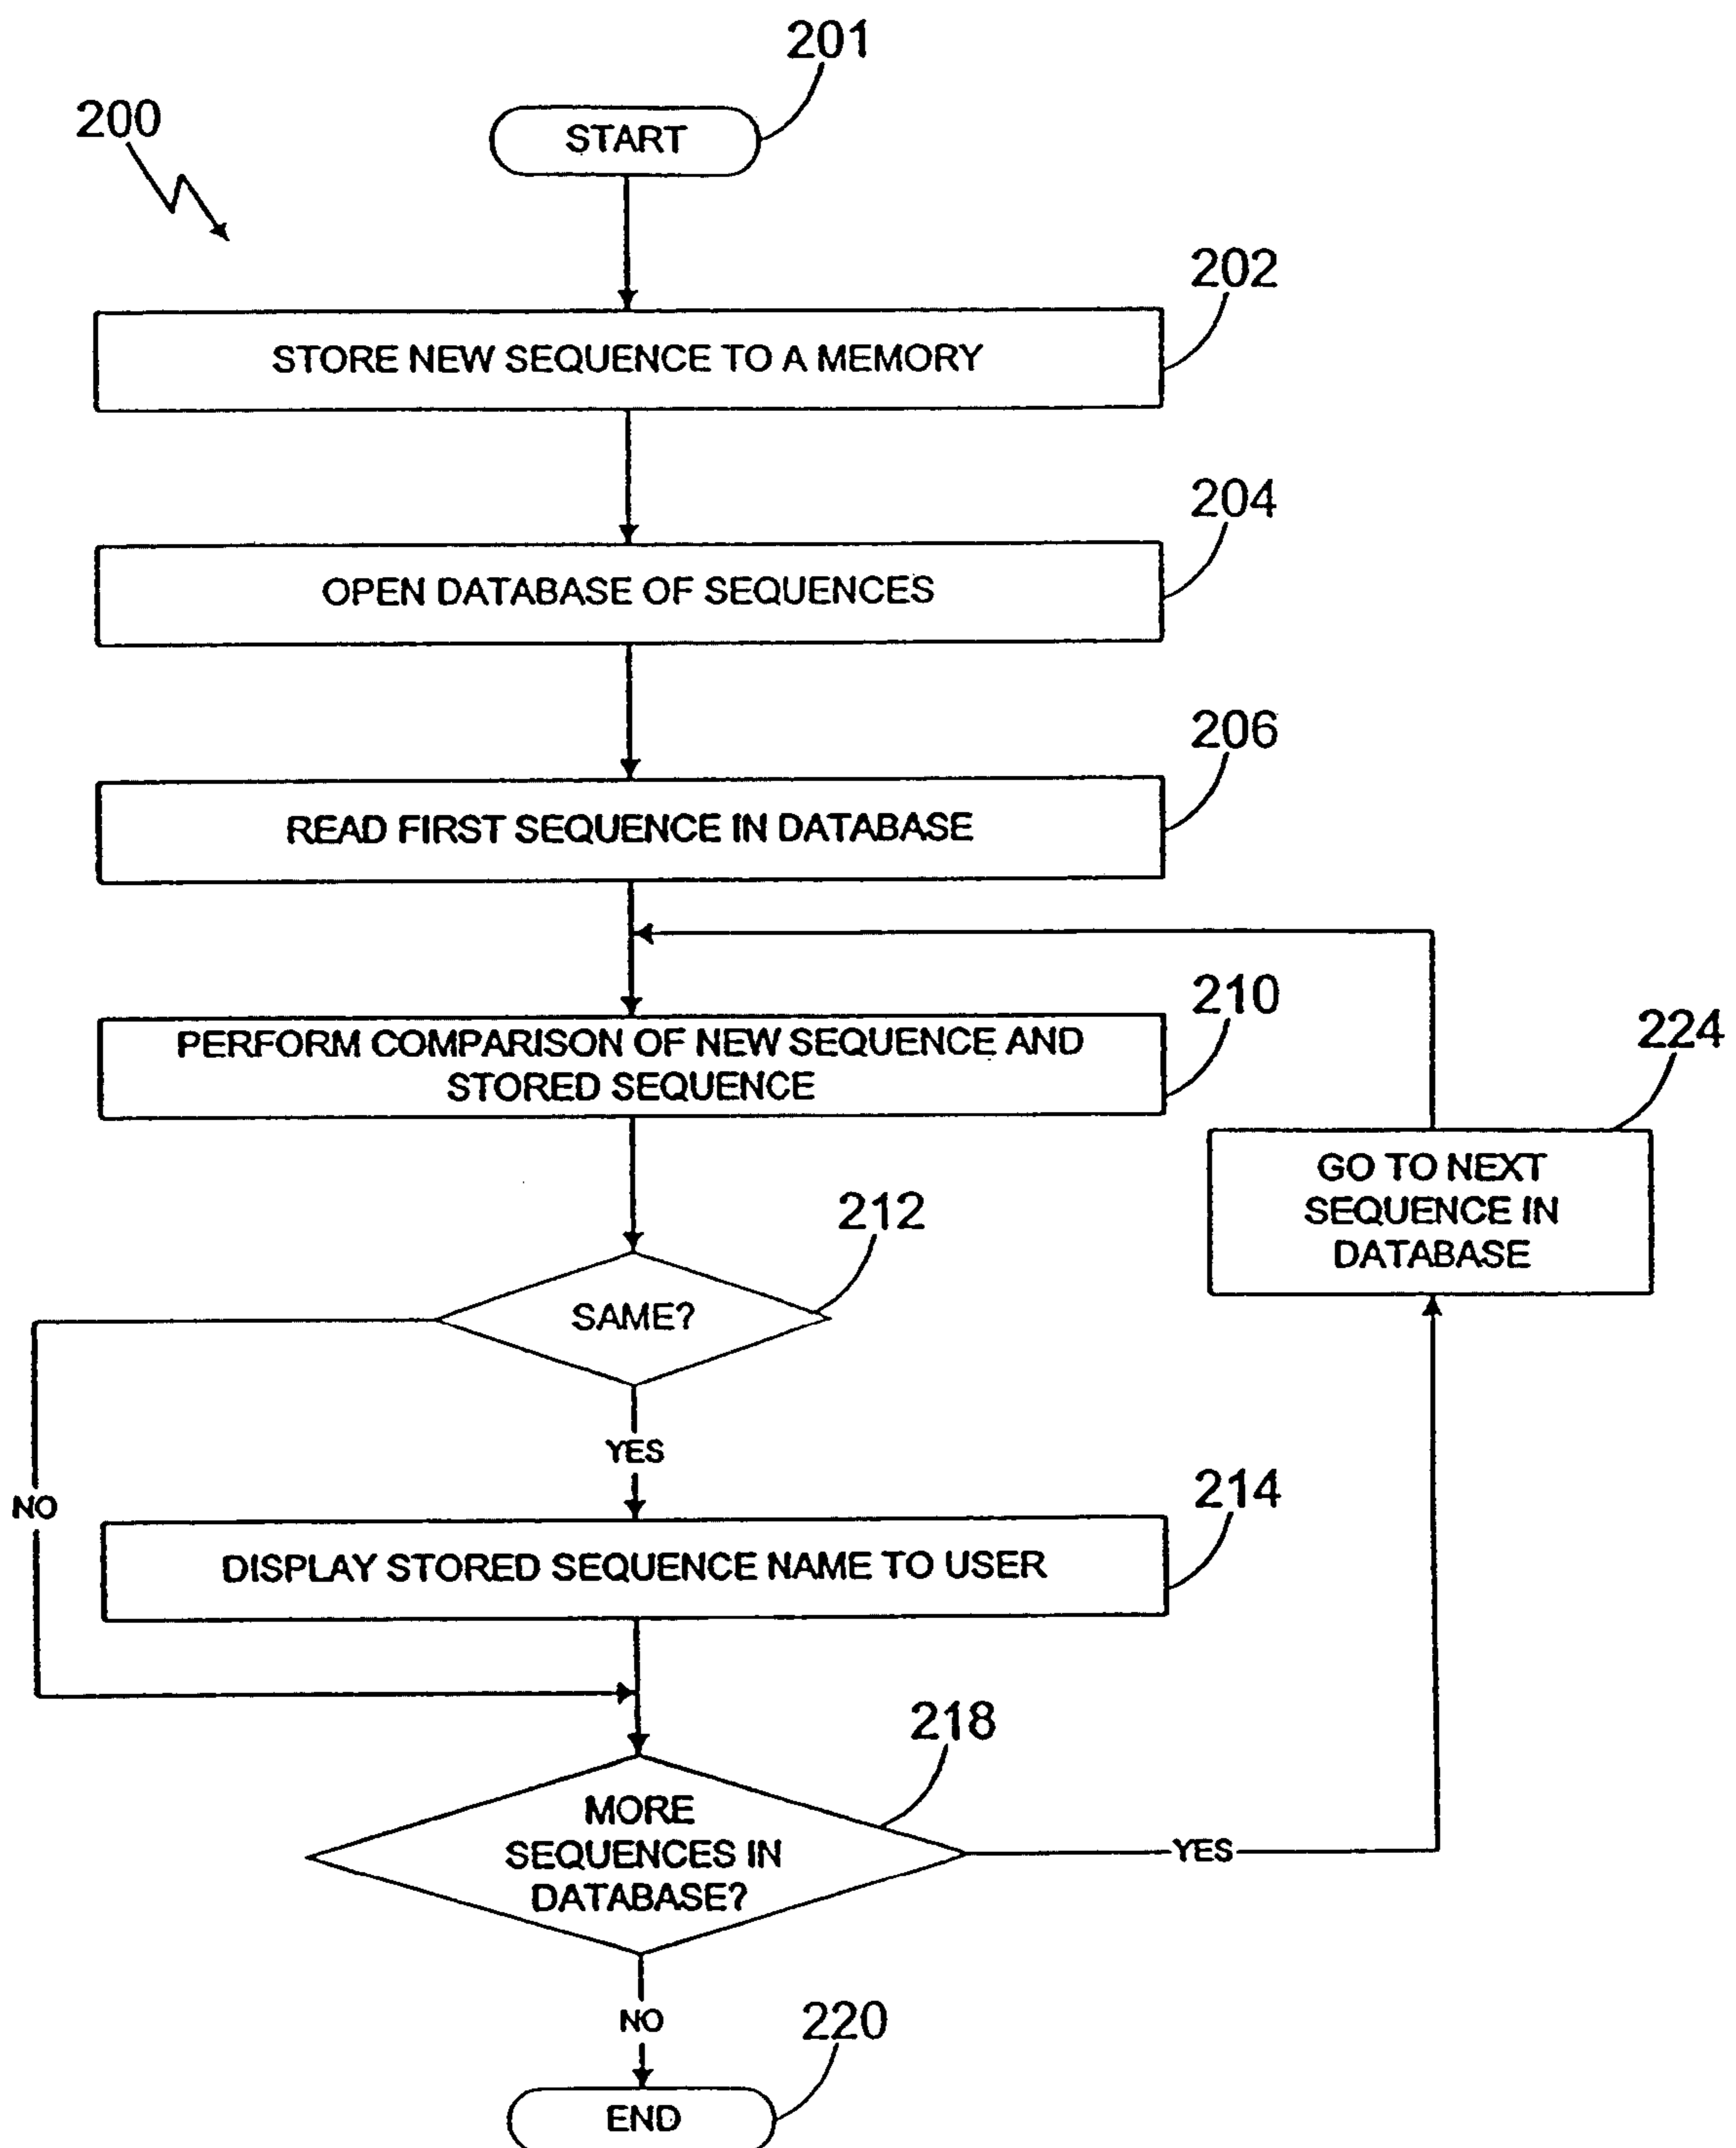 201
200
START
202
STORE NEW SEQUENCE TO A MEMORY
204
OPEN DATABASE OF SEQUENCES
206
READ FIRST SEQUENCE IN DATABASE
210
PERFORM COMPARISON OF NEW SEQUENCE AND
STORED SEQUENCE
224
GO TO NEXT
SEQUENCE IN
DATABASE
212
SAME?
YES
NO
214
DISPLAY STORED SEQUENCE NAME TO USER
218
MORE
SEQUENCES IN
DATABASE?
YES
NO
220
END